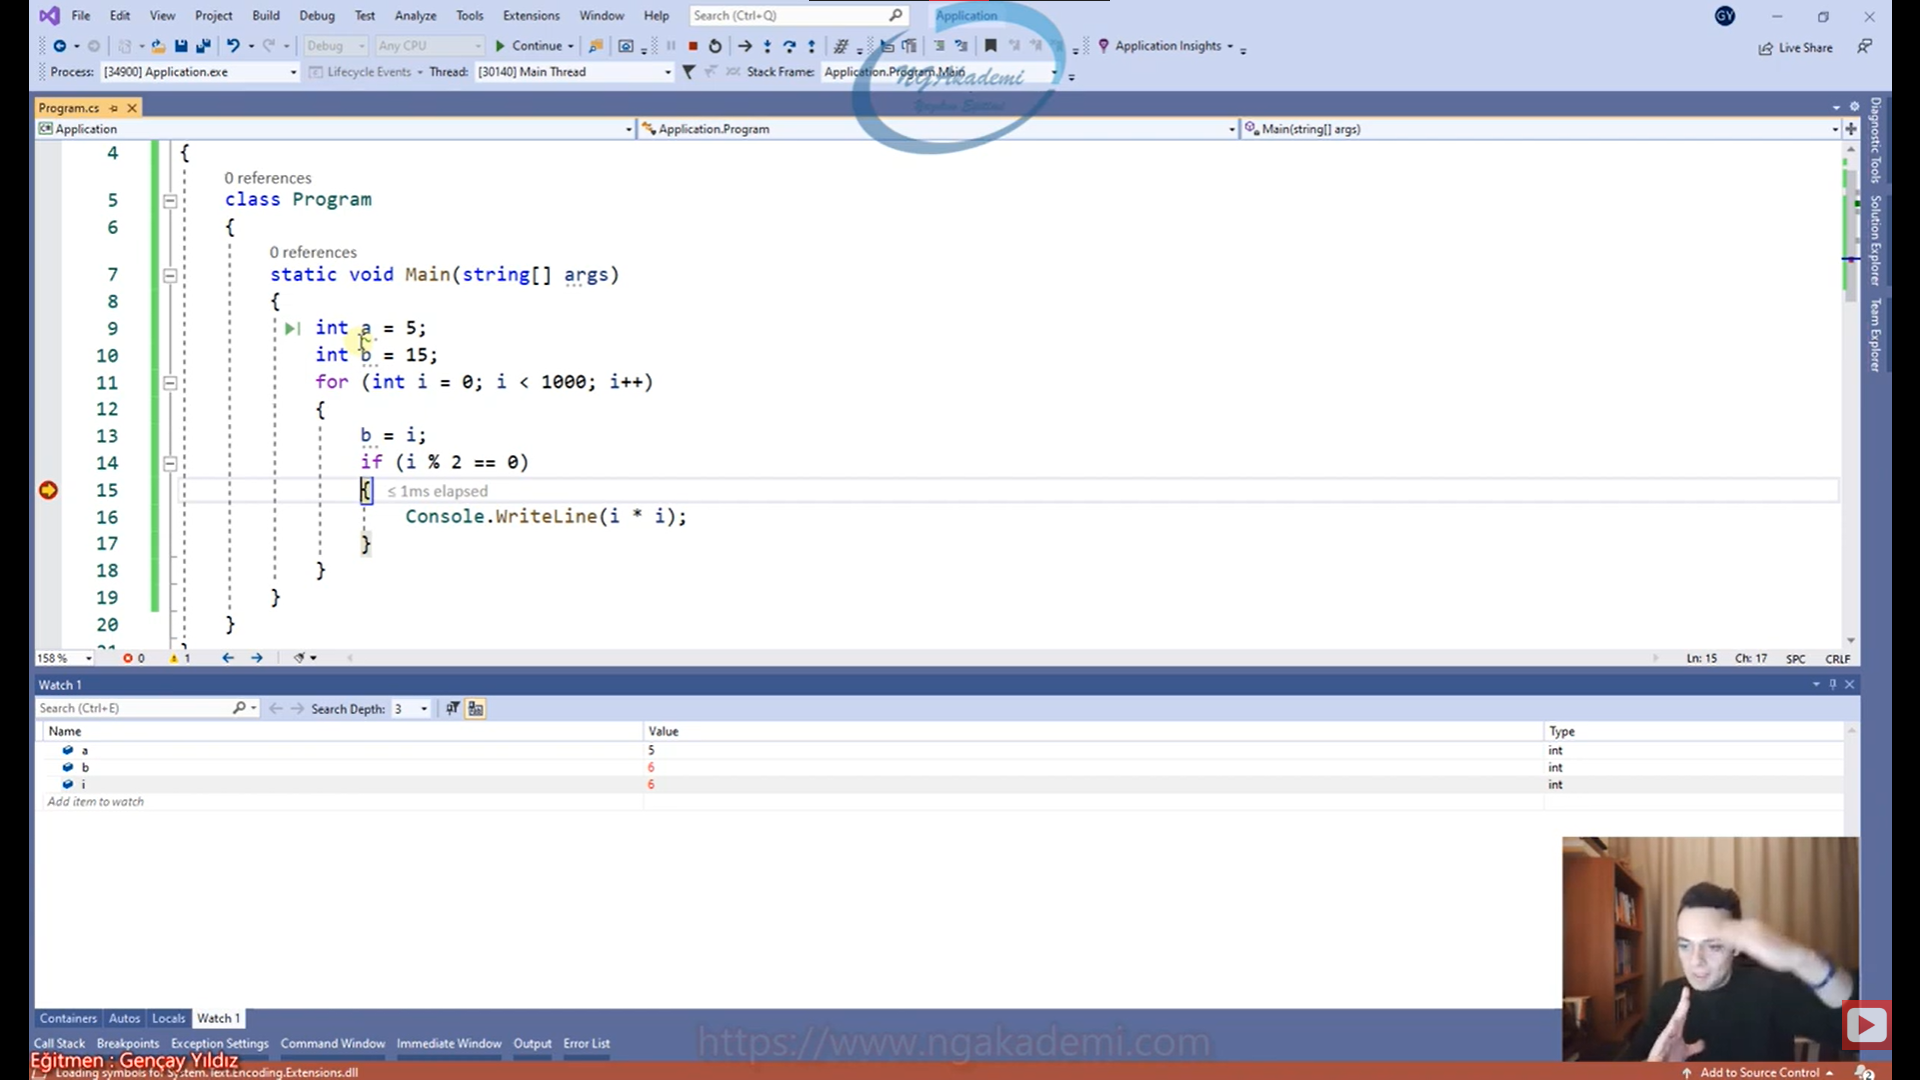 File Edit View Project Build Debug Test Analyze Tools Extensions Window Help Search (Ctrl+Q) Application GY
Debug Any CPU Continue Application Insights Live Share
Process: [34900] Application.exe Lifecycle Events Thread: [30140] Main Thread Stack Frame: Application.Program.Main
NGAkademi
Yazılım Eğitimi
Program.cs
Application Application.Program Main(string[] args)
4 {
0 references
5 class Program
6 {
0 references
7 static void Main(string[] args)
8 {
9 int a = 5;
10 int b = 15;
11 for (int i = 0; i < 1000; i++)
12 {
13 b = i;
14 if (i % 2 == 0)
15 { ≤ 1ms elapsed
16 Console.WriteLine(i * i);
17 }
18 }
19 }
20 }
158 % 0 1 Ln: 15 Ch: 17 SPC CRLF
Diagnostic Tools
Solution Explorer
Team Explorer
Watch 1
Search (Ctrl+E) Search Depth: 3
Name Value Type
a 5 int
b 6 int
i 6 int
Add item to watch
Containers Autos Locals Watch 1
Call Stack Breakpoints Exception Settings Command Window Immediate Window Output Error List
https://www.ngakademi.com
Eğitmen : Gençay Yıldız
Loading symbols for System.Text.Encoding.Extensions.dll Add to Source Control 2